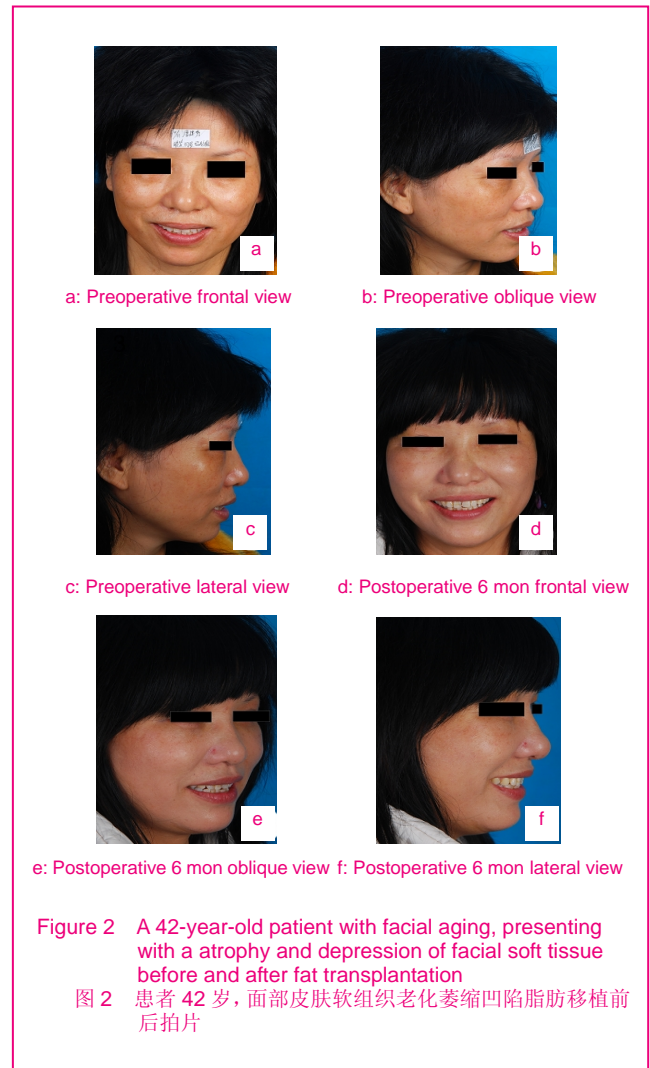 a
b
a: Preoperative frontal view
b: Preoperative oblique view
c
d
c: Preoperative lateral view
d: Postoperative 6 mon frontal view
e
f
e: Postoperative 6 mon oblique view
f: Postoperative 6 mon lateral view
Figure 2 A 42-year-old patient with facial aging, presenting
with a atrophy and depression of facial soft tissue
before and after fat transplantation
图 2 患者 42 岁，面部皮肤软组织老化萎缩凹陷脂肪移植前
后拍片